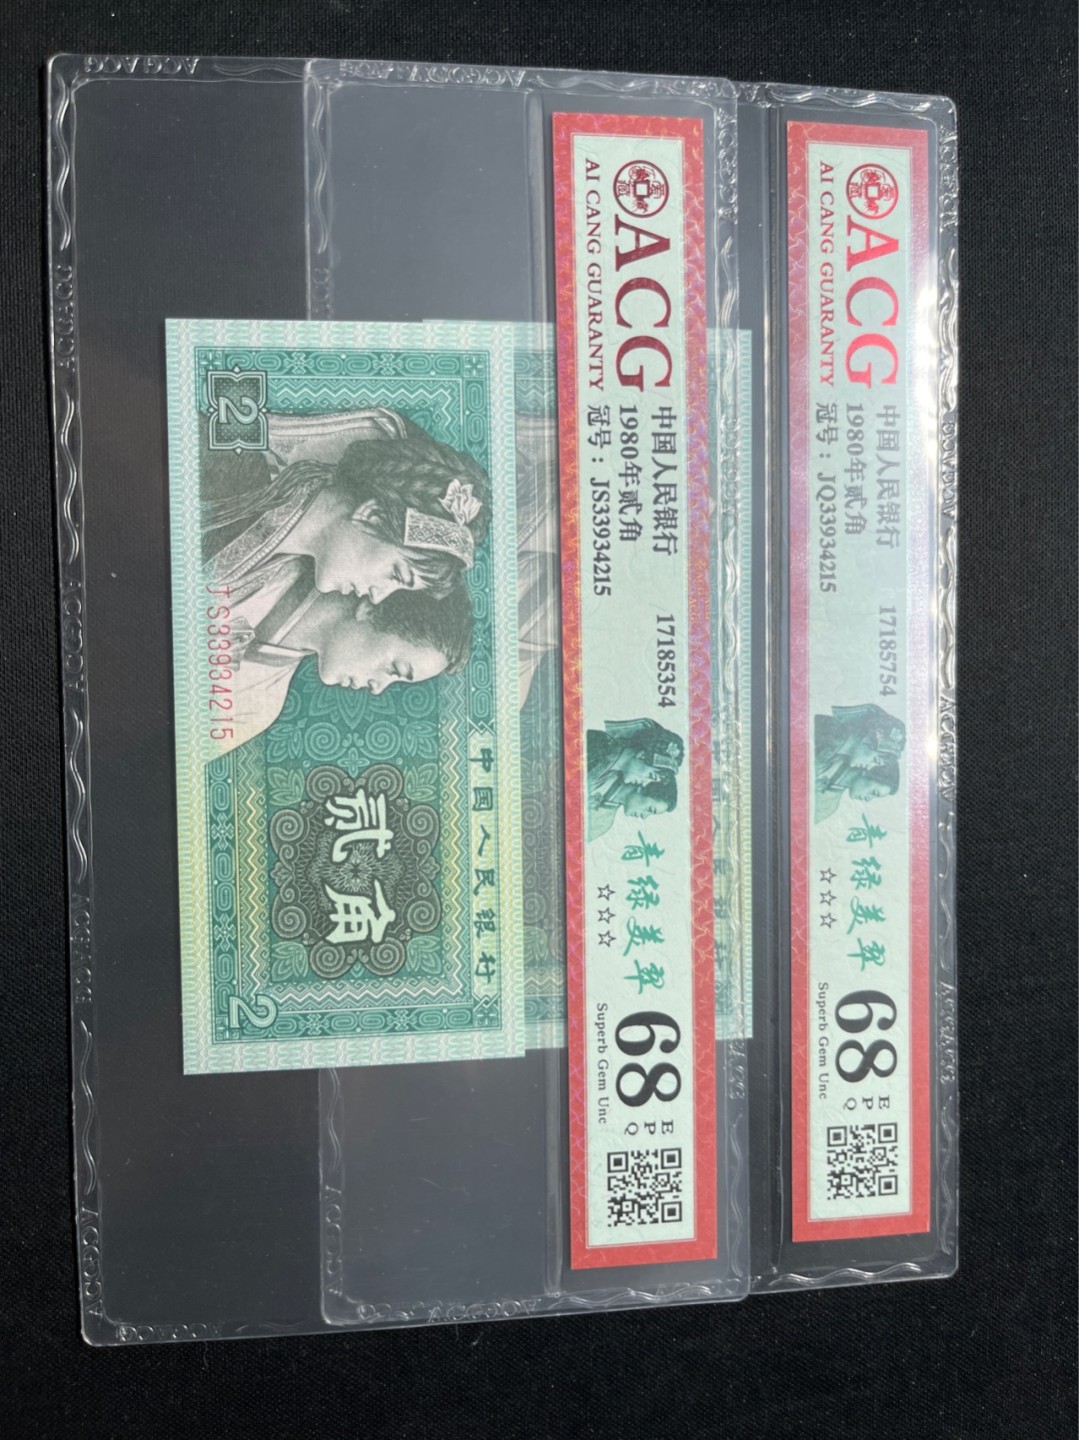 ACG
AI CANG GUARANTY
中国人民银行
1980年贰角
冠号：JQ33934215
17185754
青绿美翠
☆☆☆
68
EPQ
Superb Gem Unc
ACG
AI CANG GUARANTY
中国人民银行
1980年贰角
冠号：JS33934215
17185354
青绿美翠
☆☆☆
68
EPQ
Superb Gem Unc
中国人民银行
贰角
2
2
JS33934215